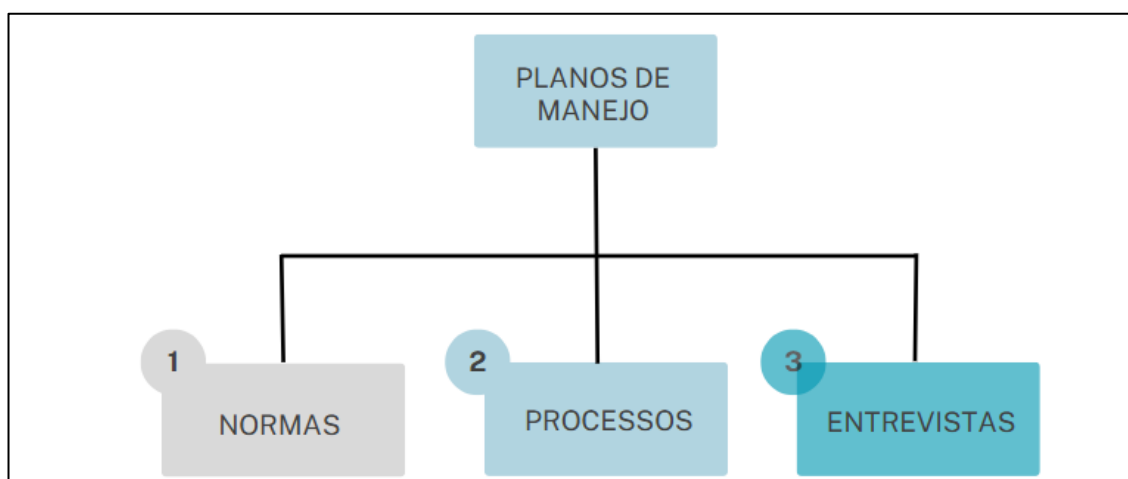 PLANOS DE
MANEJO
1
NORMAS
2
PROCESSOS
3
ENTREVISTAS